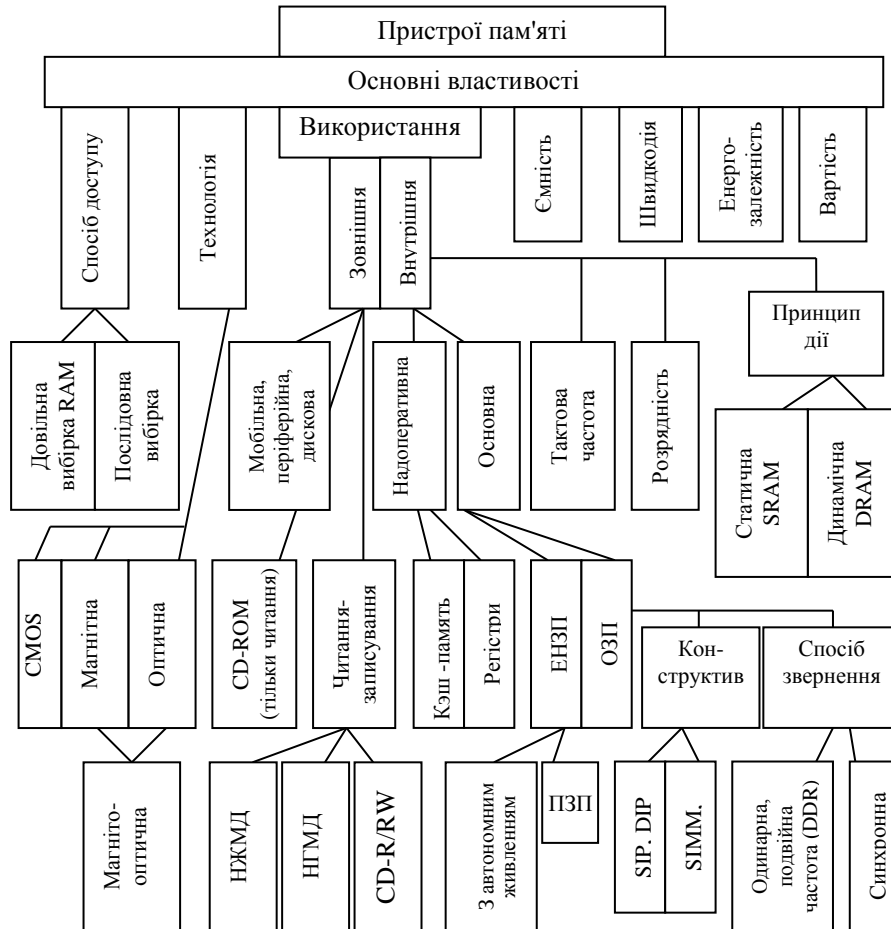 Пристрої пам'яті
Основні властивості
Спосіб доступу
Технологія
Використання
Зовнішня
Внутрішня
Ємність
Швидкодія
Енерго-
залежність
Вартість
Принцип
дії
Довільна
вибірка RAM
Послідовна
вибірка
Мобільна,
періферійна,
дискова
Надоперативна
Основна
Тактова
частота
Розрядність
Статична
SRAM
Динамічна
DRAM
CMOS
Магнітна
Оптична
CD-ROM
(тільки читання)
Читання-
записування
Кэш -память
Регістри
ЕНЗП
ОЗП
Кон-
структив
Спосіб
звернення
Магніто-
оптична
НЖМД
НГМД
CD-R/RW
З автономним
живленням
ПЗП
SIP. DIP
SIMM.
Одинарна,
подвійна
частота (DDR)
Синхронна